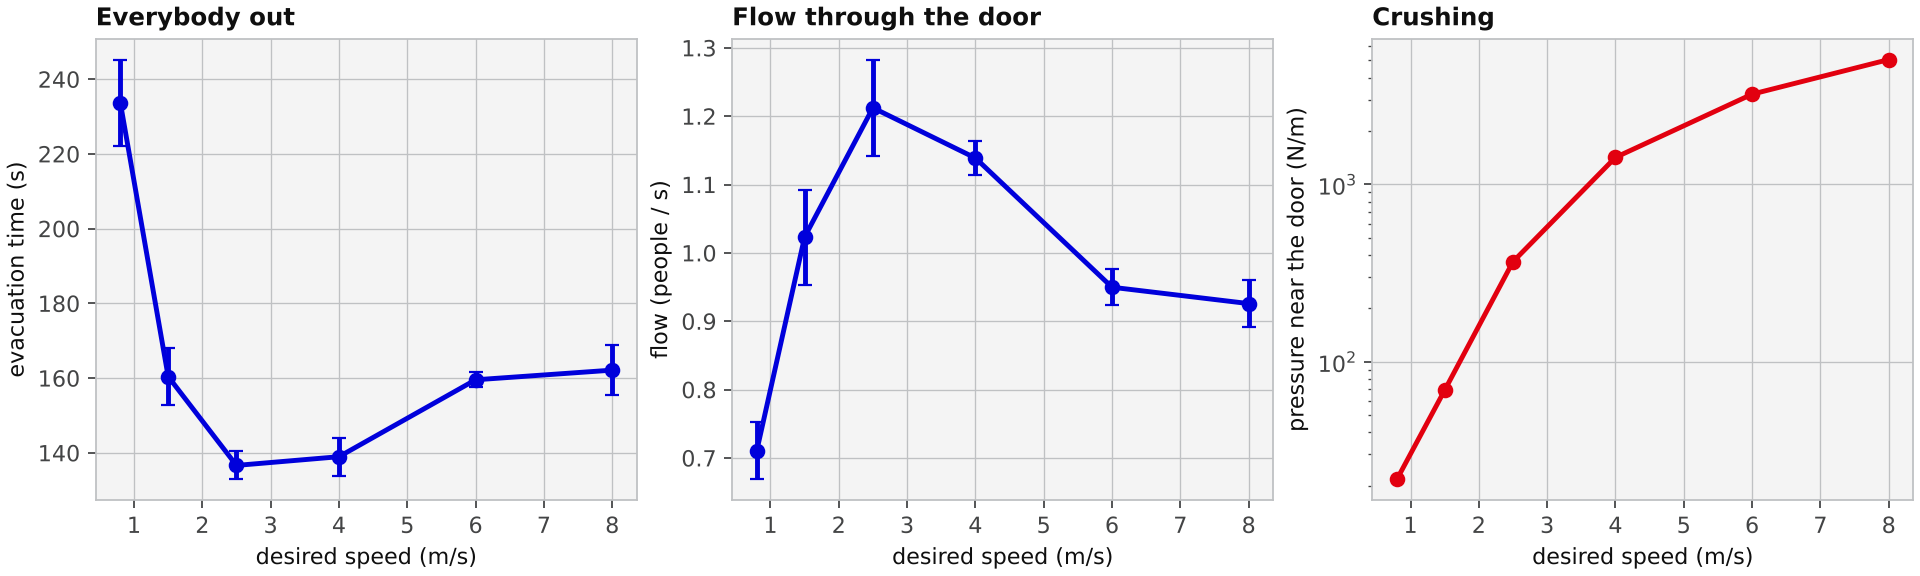 Everybody out
evacuation time (s)
240
220
200
180
160
140
1 2 3 4 5 6 7 8
desired speed (m/s)
Flow through the door
flow (people / s)
1.3
1.2
1.1
1.0
0.9
0.8
0.7
1 2 3 4 5 6 7 8
desired speed (m/s)
Crushing
pressure near the door (N/m)
10³
10²
1 2 3 4 5 6 7 8
desired speed (m/s)